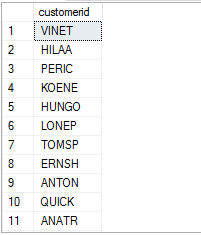 customerid
1 VINET
2 HILAA
3 PERIC
4 KOENE
5 HUNGO
6 LONEP
7 TOMSP
8 ERNSH
9 ANTON
10 QUICK
11 ANATR